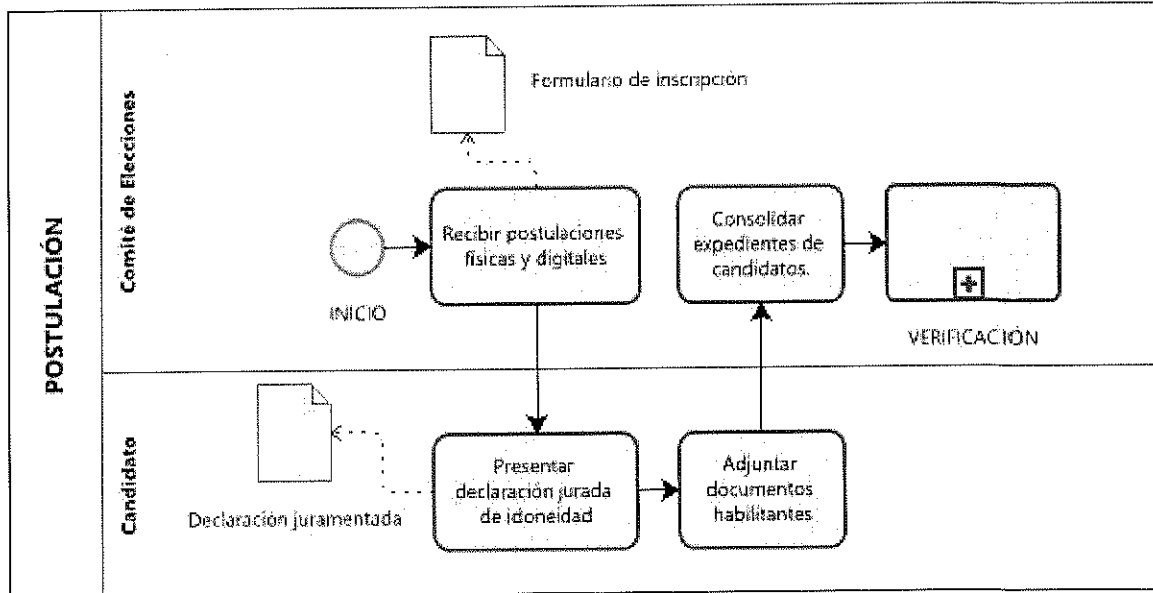 POSTULACIÓN
Comité de Elecciones
Formulario de inscripción
INICIO
Recibir postulaciones
físicas y digitales
Consolidar
expedientes de
candidatos.
VERIFICACIÓN
Candidato
Declaración juramentada
Presentar
declaración jurada
de idoneidad
Adjuntar
documentos
habilitantes